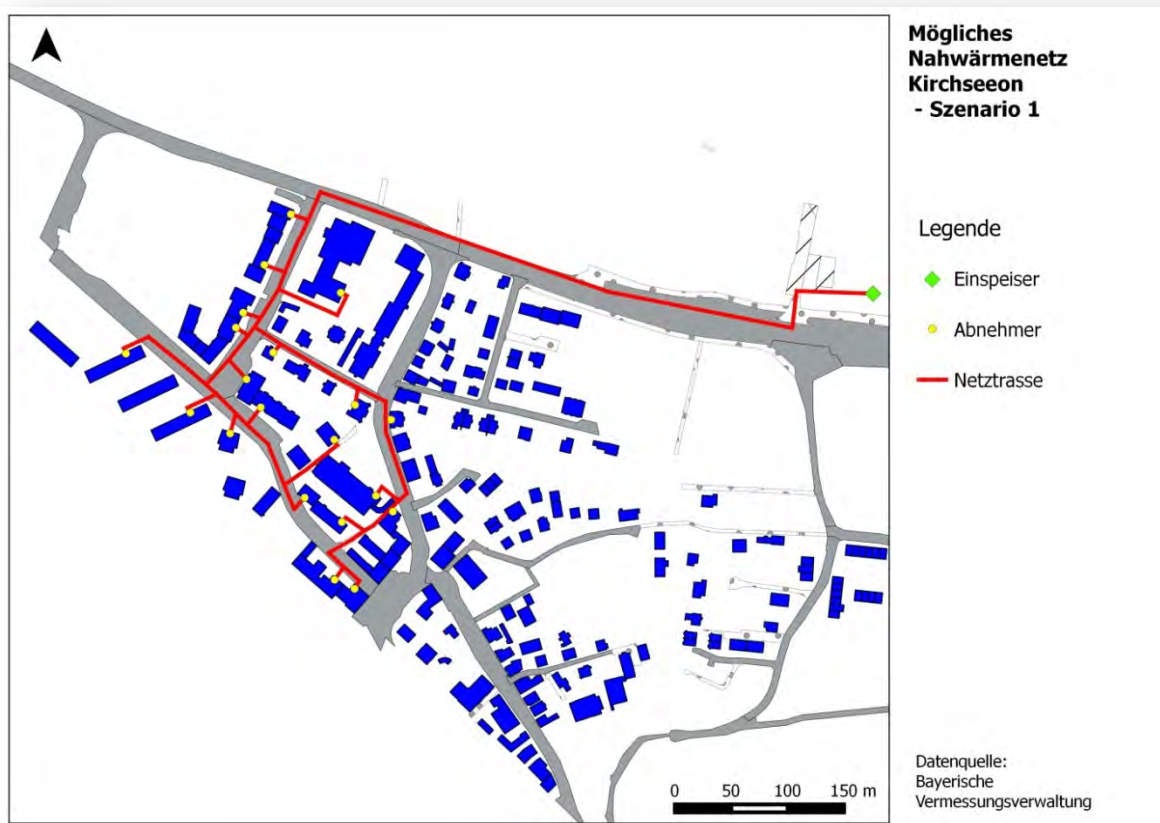 Mögliches
Nahwärmenetz
Kirchseeon
- Szenario 1
Legende
Einspeiser
Abnehmer
Netztrasse
0 50 100 150 m
Datenquelle:
Bayerische
Vermessungsverwaltung